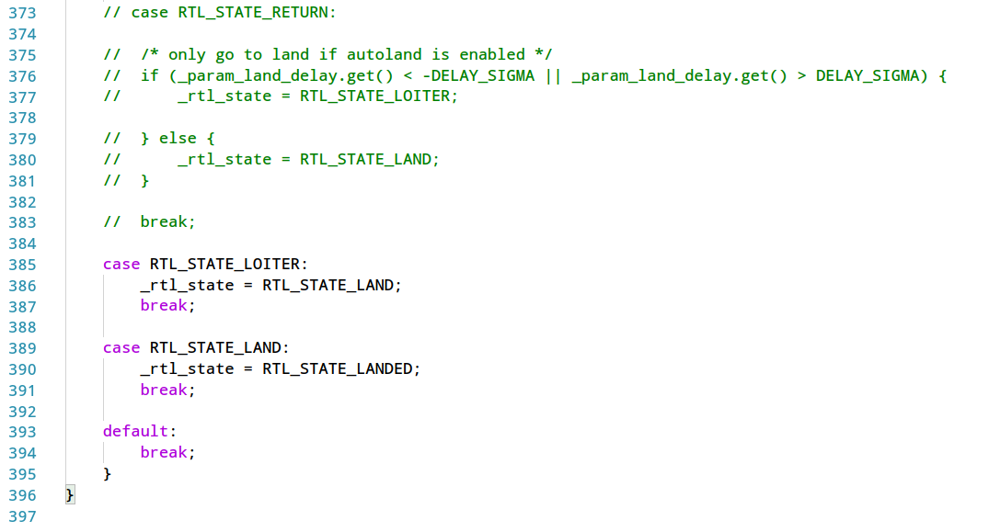 373 // case RTL_STATE_RETURN:
374
375 //  /* only go to land if autoland is enabled */
376 //  if (_param_land_delay.get() < -DELAY_SIGMA || _param_land_delay.get() > DELAY_SIGMA) {
377 //      _rtl_state = RTL_STATE_LOITER;
378
379 //  } else {
380 //      _rtl_state = RTL_STATE_LAND;
381 //  }
382
383 //  break;
384
385     case RTL_STATE_LOITER:
386         _rtl_state = RTL_STATE_LAND;
387         break;
388
389     case RTL_STATE_LAND:
390         _rtl_state = RTL_STATE_LANDED;
391         break;
392
393     default:
394         break;
395     }
396 }
397